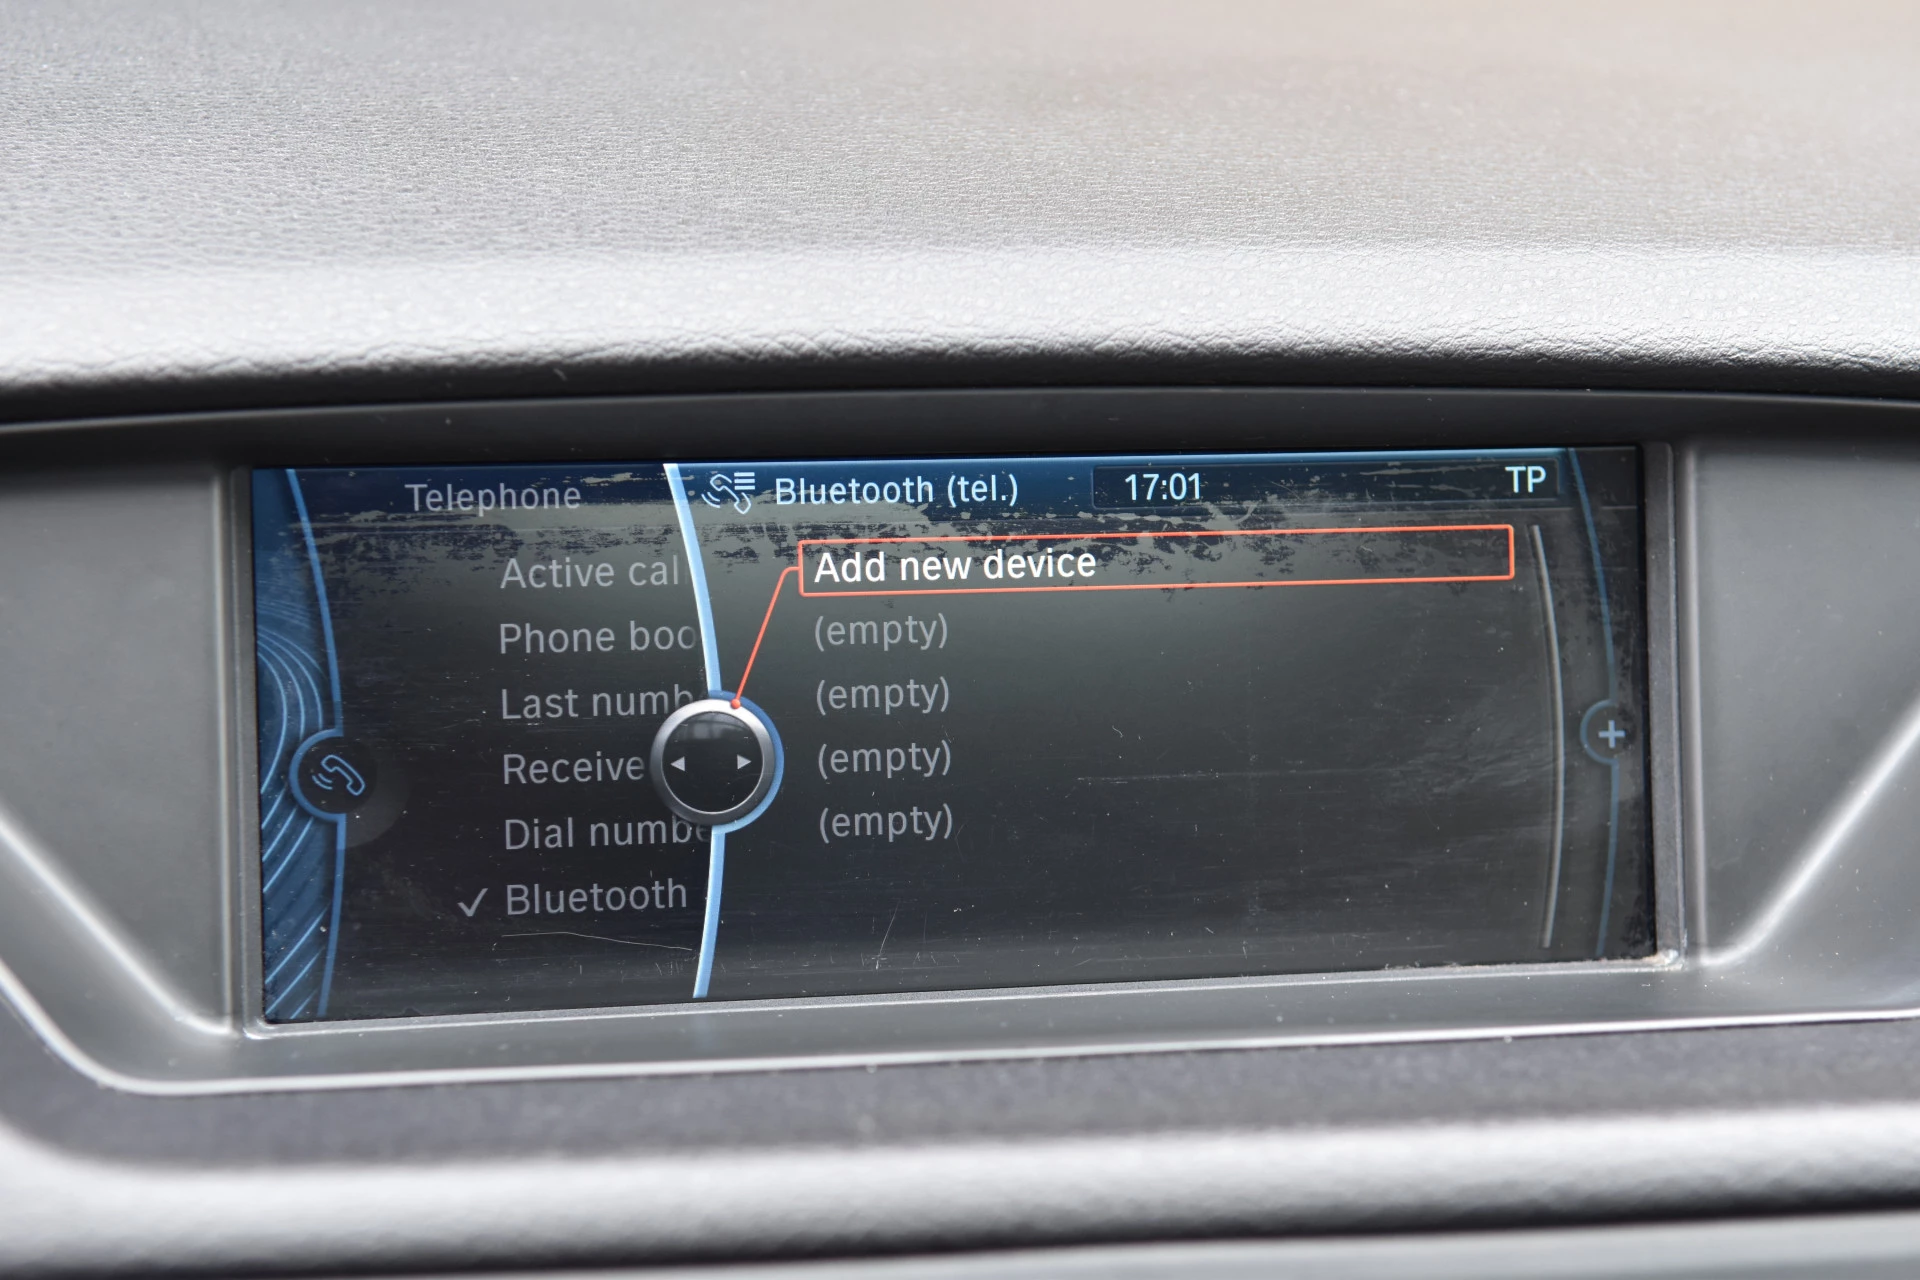 Telephone
Active cal
Phone boo
Last numb
Receive
Dial numbe
✓ Bluetooth
Bluetooth (tel.)
17:01
TP
Add new device
(empty)
(empty)
(empty)
(empty)